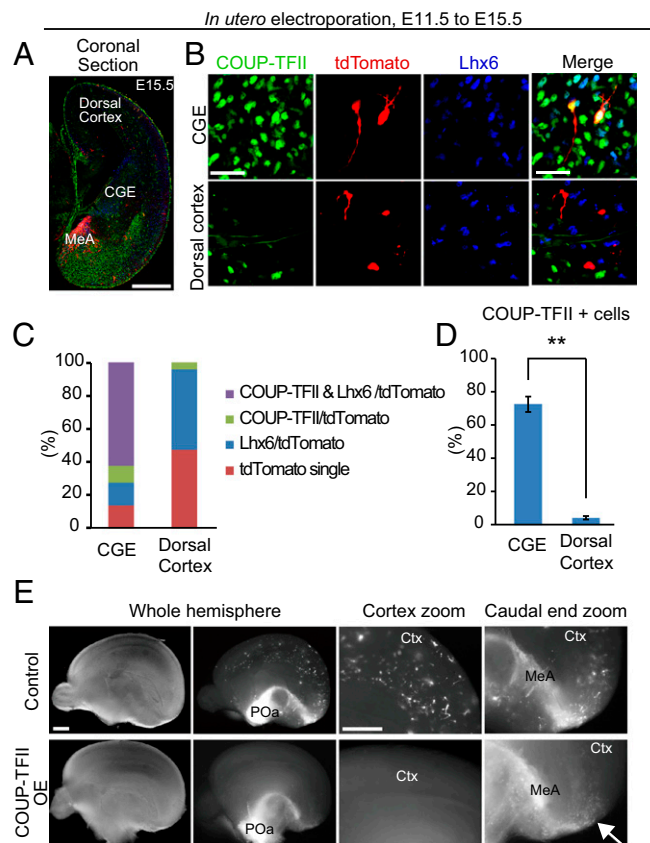 In utero electroporation, E11.5 to E15.5
A
Coronal
Section
E15.5
Dorsal
Cortex
CGE
MeA
B
COUP-TFII tdTomato Lhx6 Merge
CGE
Dorsal cortex
C
100
80
60
40
20
0
(%)
CGE
Dorsal
Cortex
COUP-TFII & Lhx6 /tdTomato
COUP-TFII/tdTomato
Lhx6/tdTomato
tdTomato single
D
COUP-TFII + cells
**
100
80
60
40
20
0
(%)
CGE
Dorsal
Cortex
E
Whole hemisphere Cortex zoom Caudal end zoom
Control
POa
Ctx
Ctx
MeA
COUP-TFII
OE
POa
Ctx
Ctx
MeA